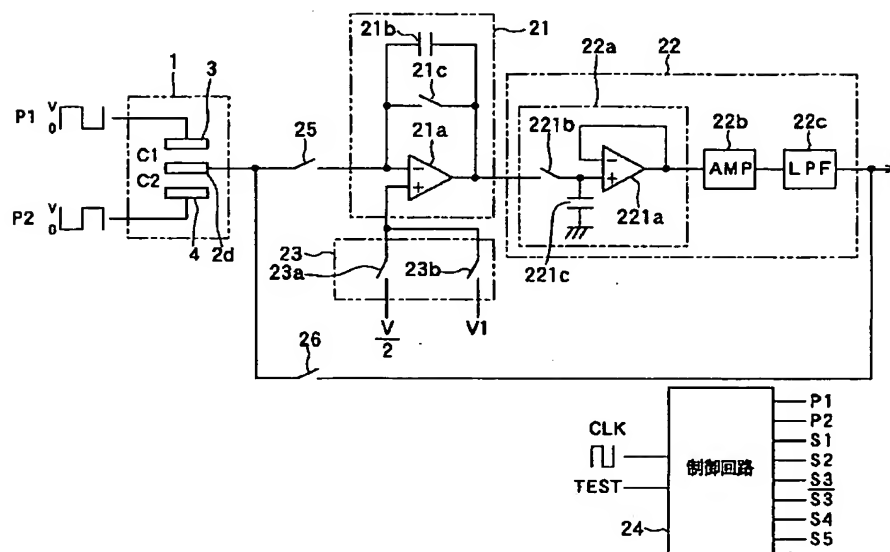 21b
21
1
3
21c
22a
22
P1
V
0
25
21a
221b
22b
22c
C1
C2
AMP
LPF
P2
V
0
4
2d
221a
23
23a
23b
221c
V
2
V1
26
CLK
TEST
24
制御回路
P1
P2
S1
S2
S3
S3
S4
S5